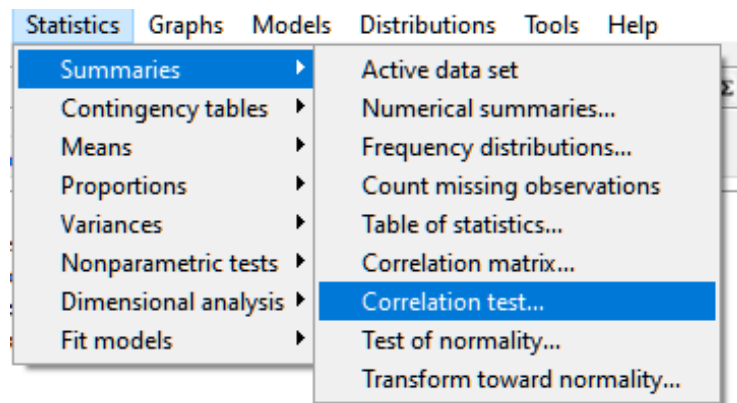 Statistics Graphs Models Distributions Tools Help
Summaries
Contingency tables
Means
Proportions
Variances
Nonparametric tests
Dimensional analysis
Fit models
Active data set
Numerical summaries...
Frequency distributions...
Count missing observations
Table of statistics...
Correlation matrix...
Correlation test...
Test of normality...
Transform toward normality...
Σ